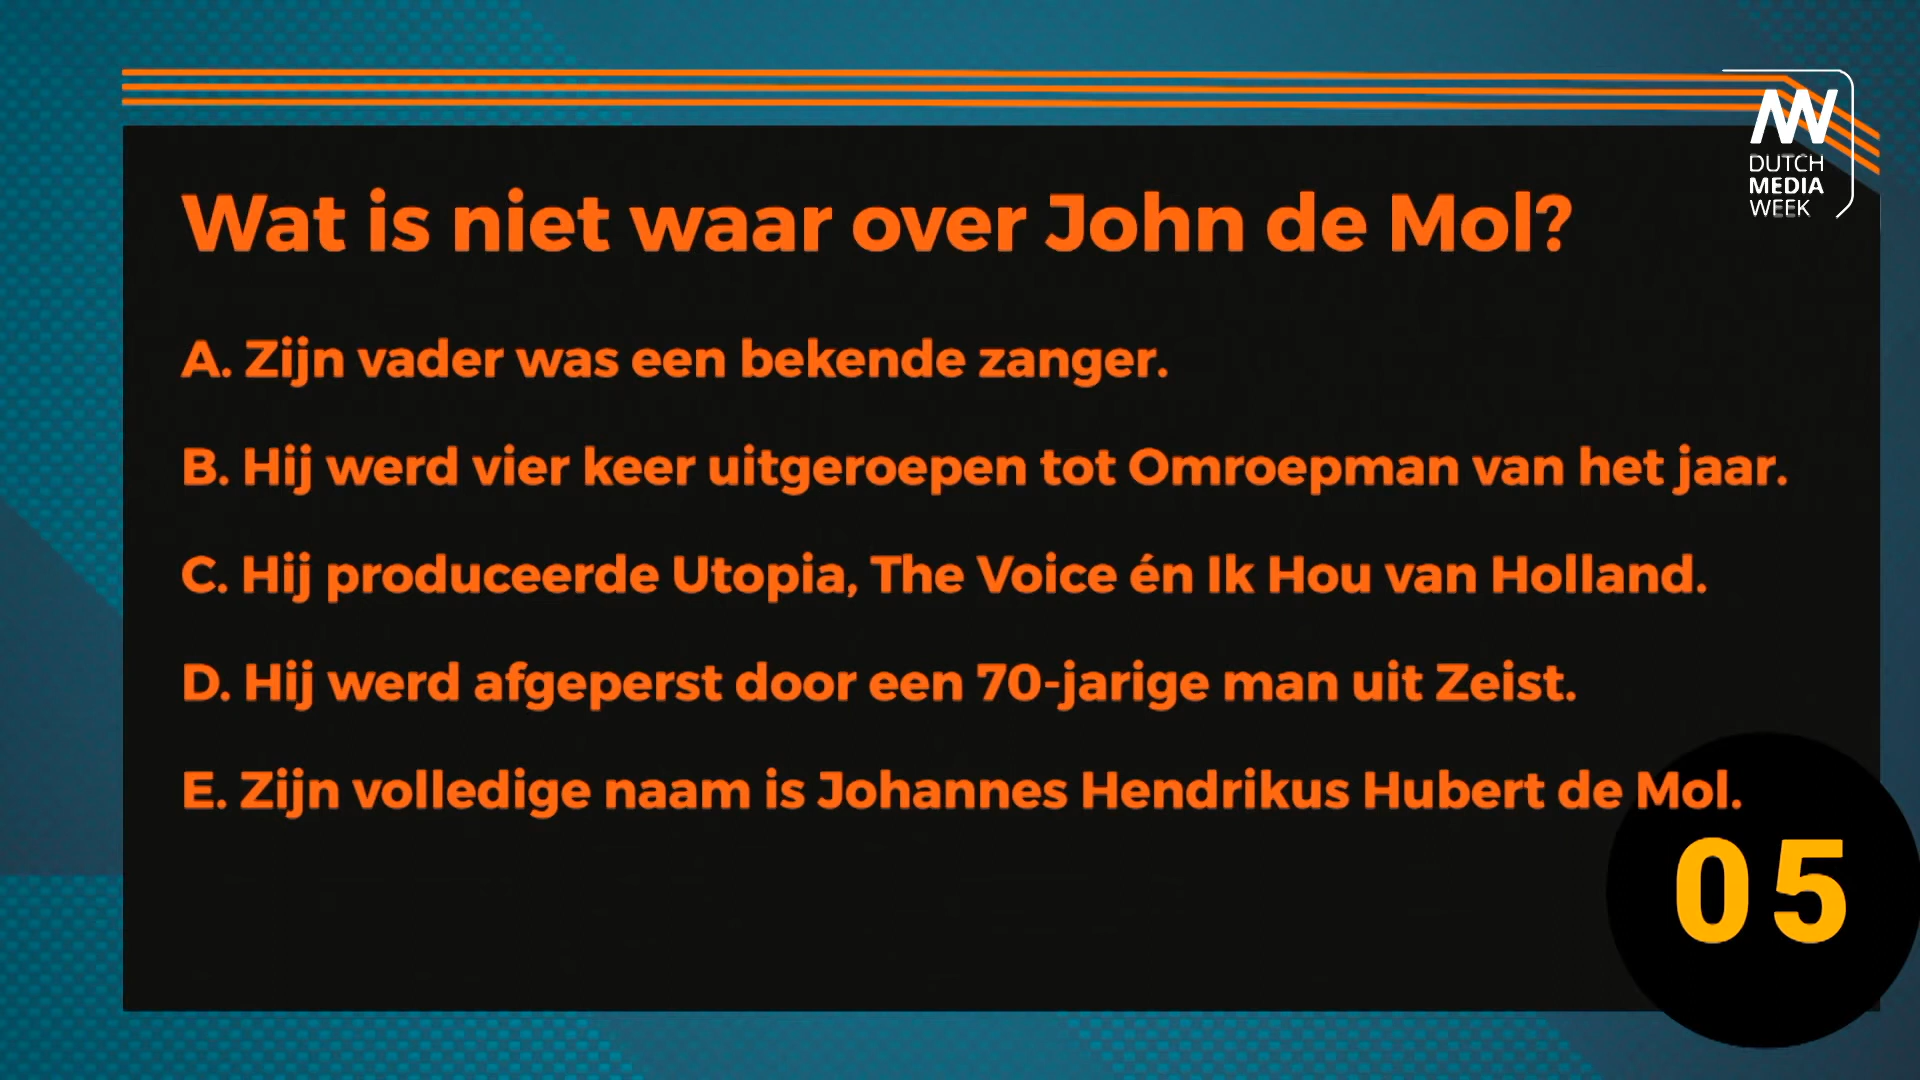 Wat is niet waar over John de Mol?
A. Zijn vader was een bekende zanger.
B. Hij werd vier keer uitgeroepen tot Omroepman van het jaar.
C. Hij produceerde Utopia, The Voice én Ik Hou van Holland.
D. Hij werd afgeperst door een 70-jarige man uit Zeist.
E. Zijn volledige naam is Johannes Hendrikus Hubert de Mol.
05
DUTCH
MEDIA
WEEK